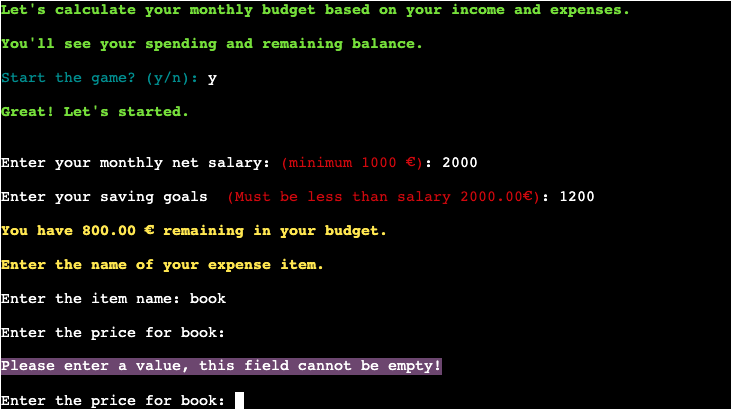 Let's calculate your monthly budget based on your income and expenses.
You'll see your spending and remaining balance.
Start the game? (y/n): y
Great! Let's started.
Enter your monthly net salary: (minimum 1000 €): 2000
Enter your saving goals  (Must be less than salary 2000.00€): 1200
You have 800.00 € remaining in your budget.
Enter the name of your expense item.
Enter the item name: book
Enter the price for book:
Please enter a value, this field cannot be empty!
Enter the price for book: